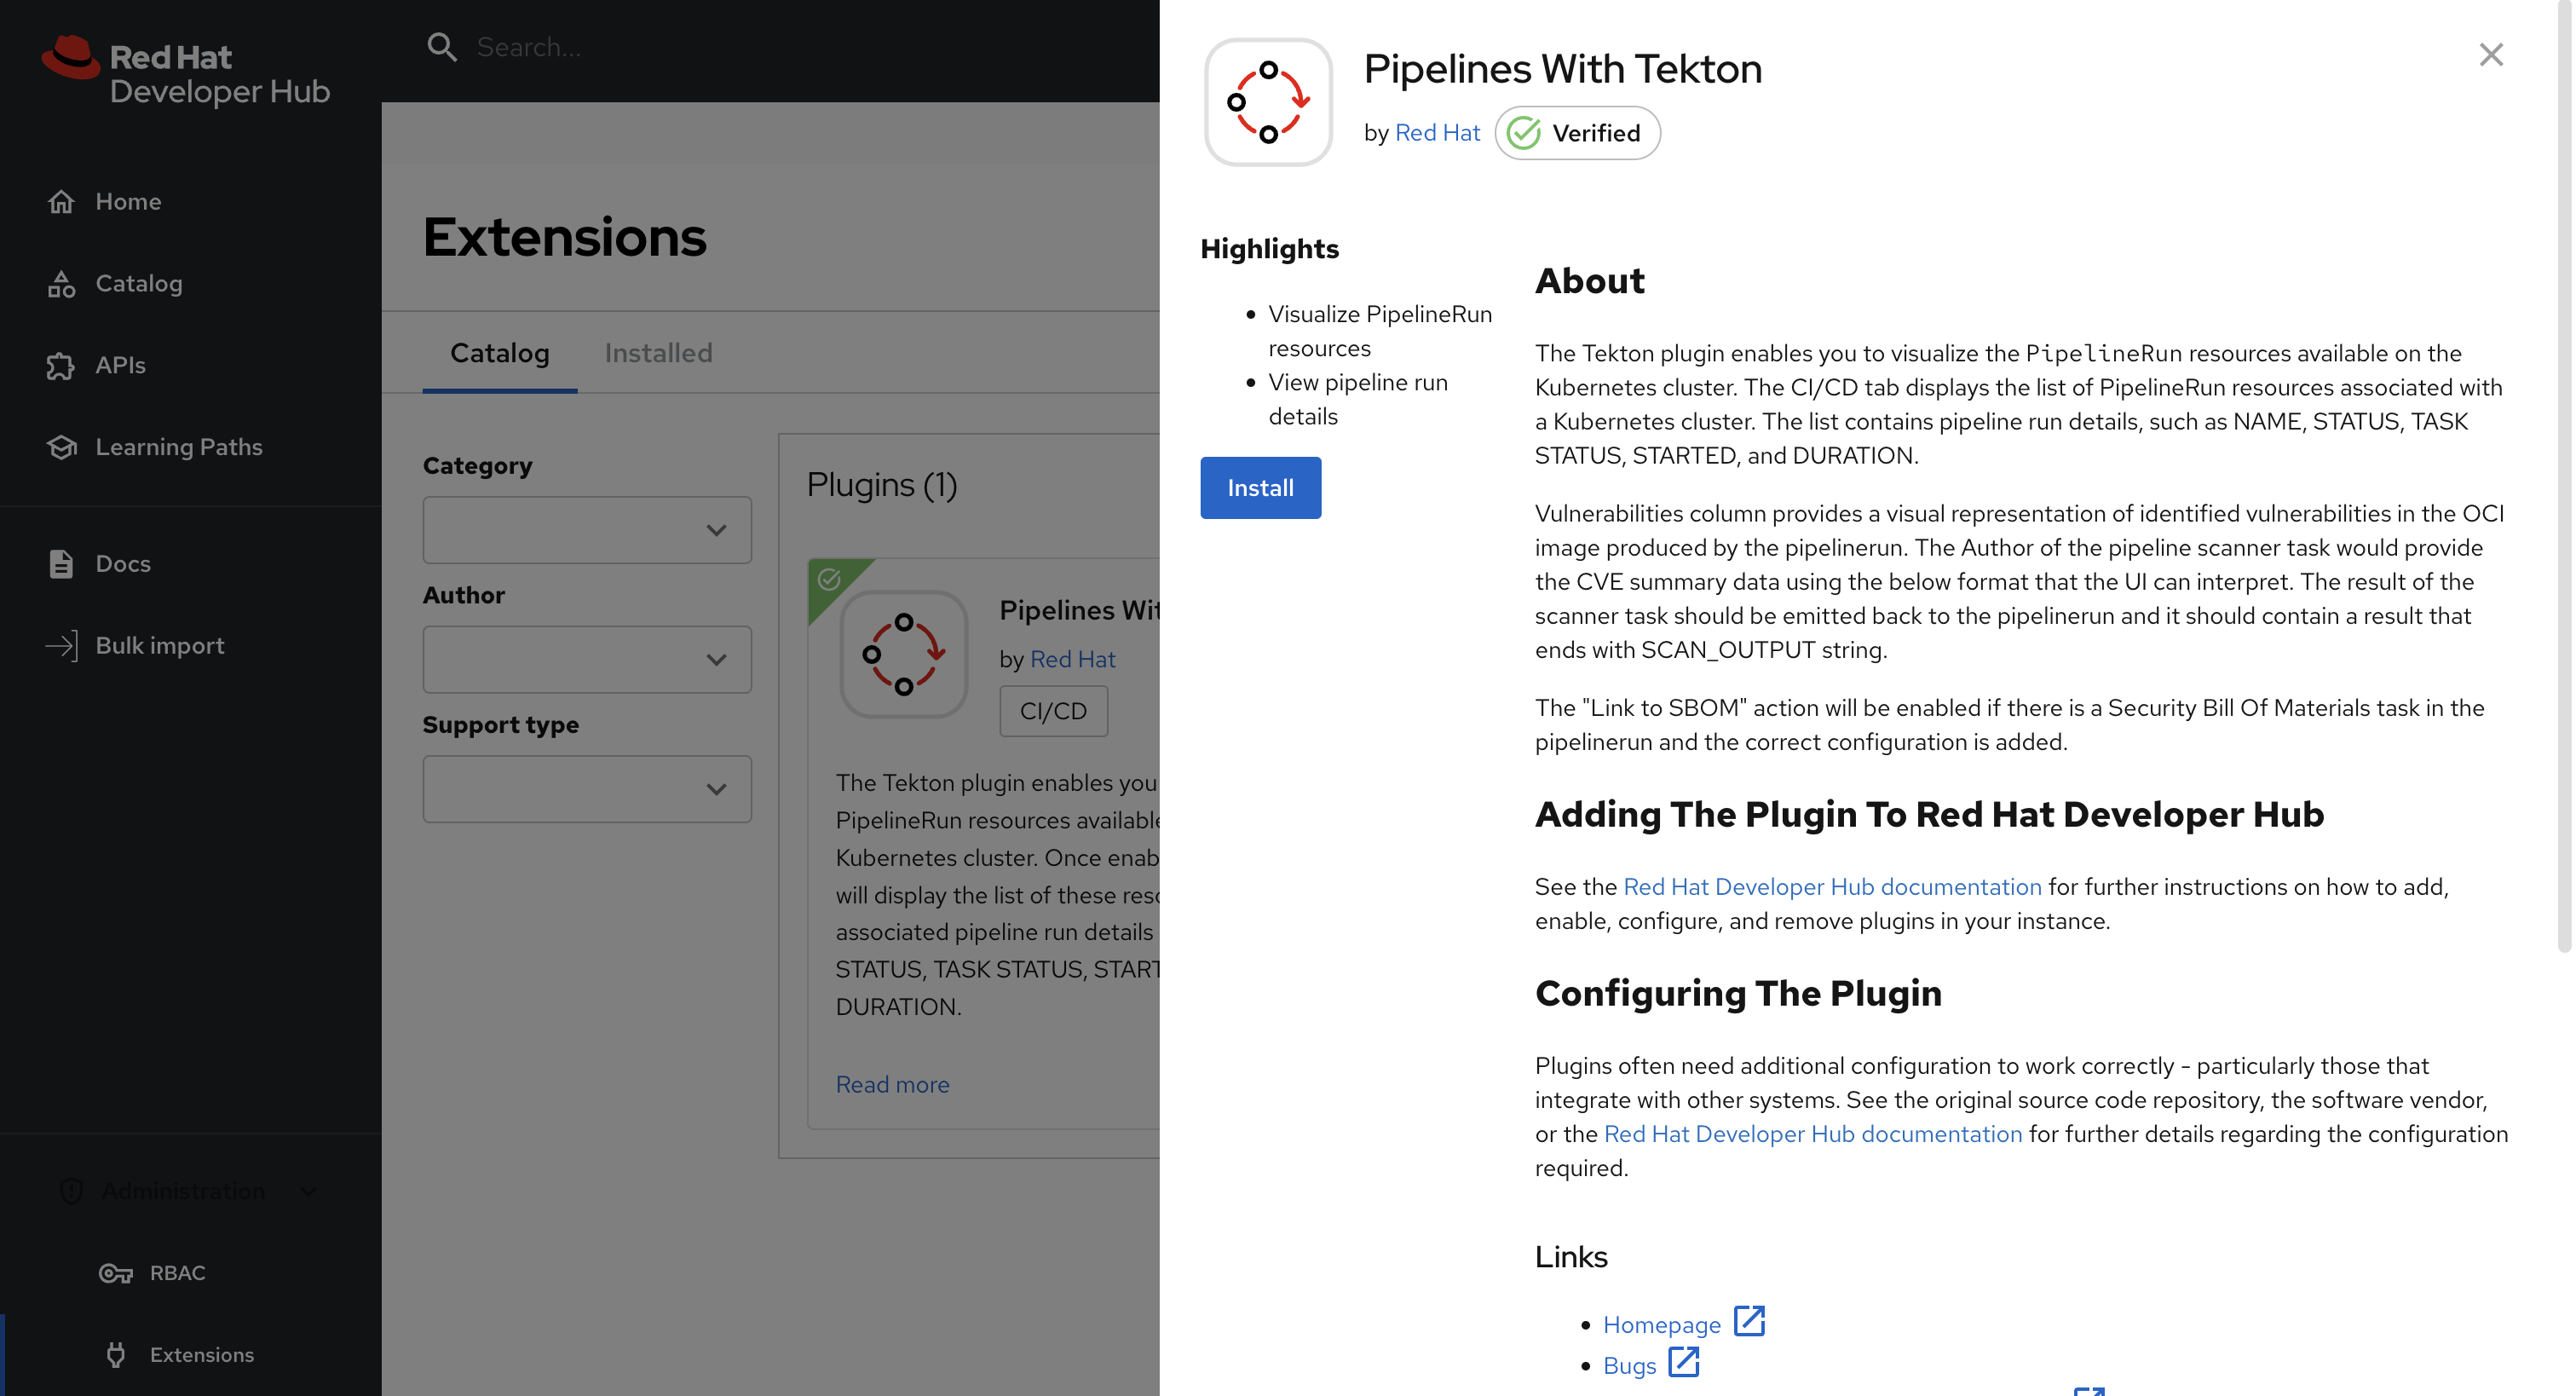 Red Hat
Developer Hub
Home
Catalog
APIs
Learning Paths
Docs
Bulk import
Administration
RBAC
Extensions
Search...
Extensions
Catalog
Installed
Category
Author
Support type
Plugins (1)
Pipelines Wit
by Red Hat
CI/CD
The Tekton plugin enables you
PipelineRun resources available
Kubernetes cluster. Once enab
will display the list of these reso
associated pipeline run details
STATUS, TASK STATUS, START
DURATION.
Read more
Pipelines With Tekton
by Red Hat
Verified
Highlights
Visualize PipelineRun
resources
View pipeline run
details
Install
About
The Tekton plugin enables you to visualize the PipelineRun resources available on the
Kubernetes cluster. The CI/CD tab displays the list of PipelineRun resources associated with
a Kubernetes cluster. The list contains pipeline run details, such as NAME, STATUS, TASK
STATUS, STARTED, and DURATION.
Vulnerabilities column provides a visual representation of identified vulnerabilities in the OCI
image produced by the pipelinerun. The Author of the pipeline scanner task would provide
the CVE summary data using the below format that the UI can interpret. The result of the
scanner task should be emitted back to the pipelinerun and it should contain a result that
ends with SCAN_OUTPUT string.
The "Link to SBOM" action will be enabled if there is a Security Bill Of Materials task in the
pipelinerun and the correct configuration is added.
Adding The Plugin To Red Hat Developer Hub
See the Red Hat Developer Hub documentation for further instructions on how to add,
enable, configure, and remove plugins in your instance.
Configuring The Plugin
Plugins often need additional configuration to work correctly - particularly those that
integrate with other systems. See the original source code repository, the software vendor,
or the Red Hat Developer Hub documentation for further details regarding the configuration
required.
Links
Homepage
Bugs